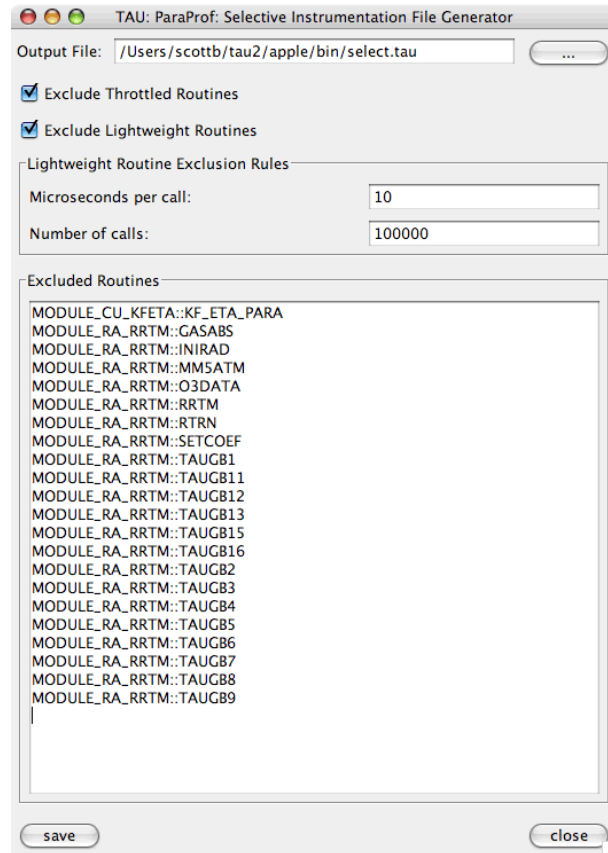 TAU: ParaProf: Selective Instrumentation File Generator
Output File: /Users/scottb/tau2/apple/bin/select.tau ...
Exclude Throttled Routines
Exclude Lightweight Routines
Lightweight Routine Exclusion Rules
Microseconds per call: 10
Number of calls: 100000
Excluded Routines
MODULE_CU_KFETA::KF_ETA_PARA
MODULE_RA_RRTM::GASABS
MODULE_RA_RRTM::INIRAD
MODULE_RA_RRTM::MM5ATM
MODULE_RA_RRTM::O3DATA
MODULE_RA_RRTM::RRTM
MODULE_RA_RRTM::RTRN
MODULE_RA_RRTM::SETCOEF
MODULE_RA_RRTM::TAUGB1
MODULE_RA_RRTM::TAUGB11
MODULE_RA_RRTM::TAUGB12
MODULE_RA_RRTM::TAUGB13
MODULE_RA_RRTM::TAUGB15
MODULE_RA_RRTM::TAUGB16
MODULE_RA_RRTM::TAUGB2
MODULE_RA_RRTM::TAUGB3
MODULE_RA_RRTM::TAUGB4
MODULE_RA_RRTM::TAUGB5
MODULE_RA_RRTM::TAUGB6
MODULE_RA_RRTM::TAUGB7
MODULE_RA_RRTM::TAUGB8
MODULE_RA_RRTM::TAUGB9
save close